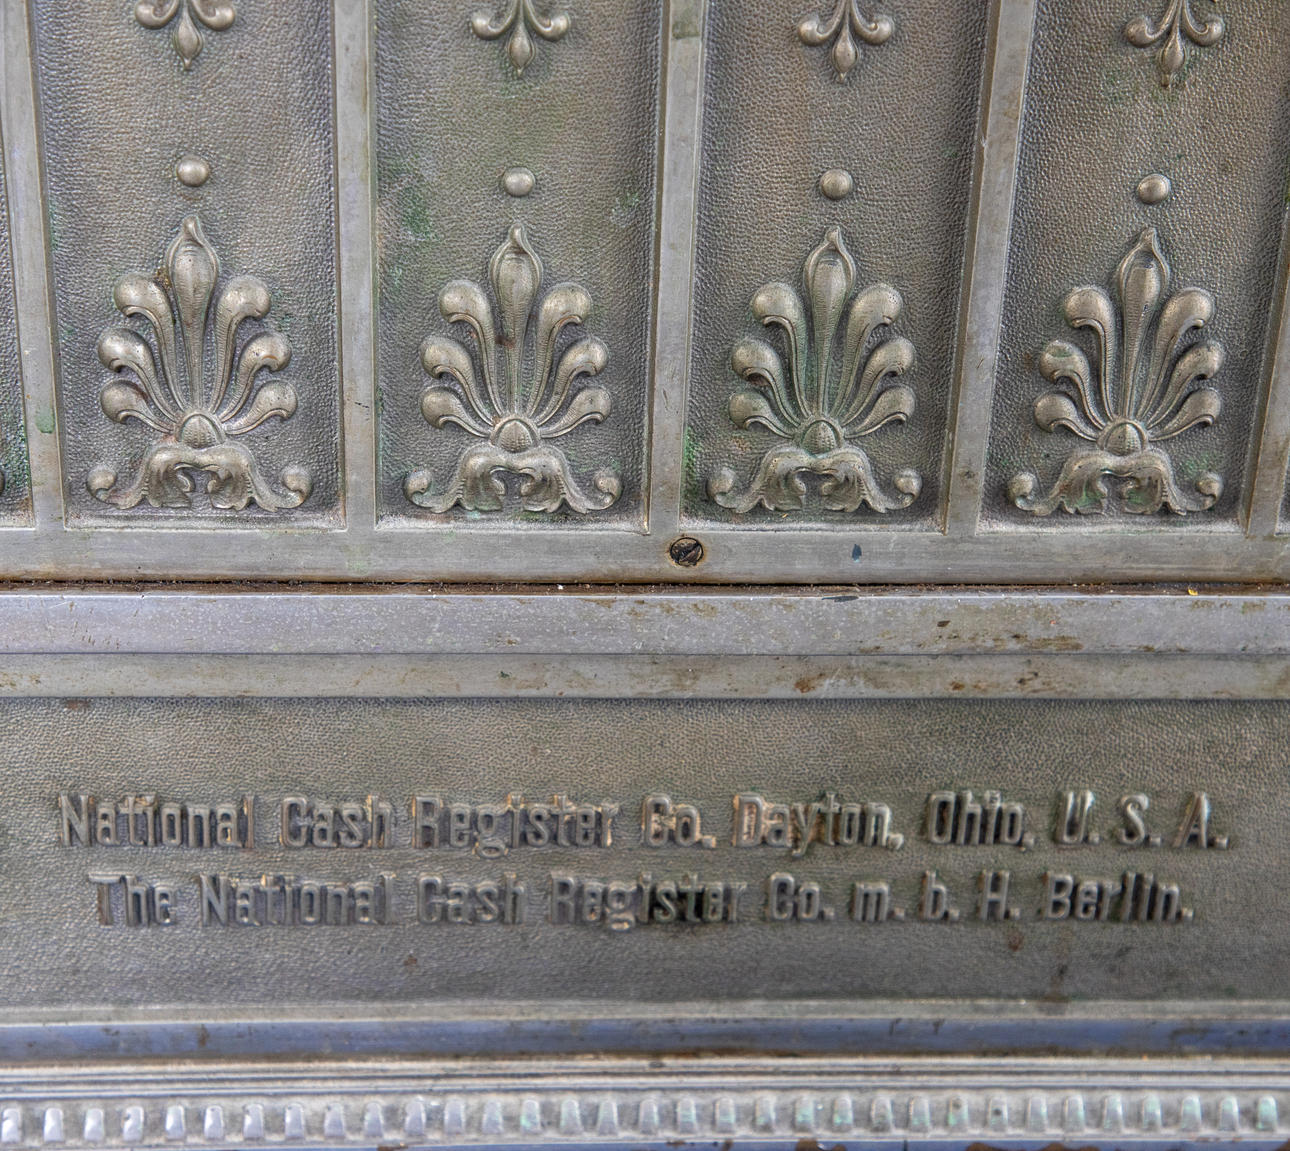 National Cash Register Co. Dayton, Ohio, U. S. A.
The National Cash Register Co. m. b. H. Berlin.